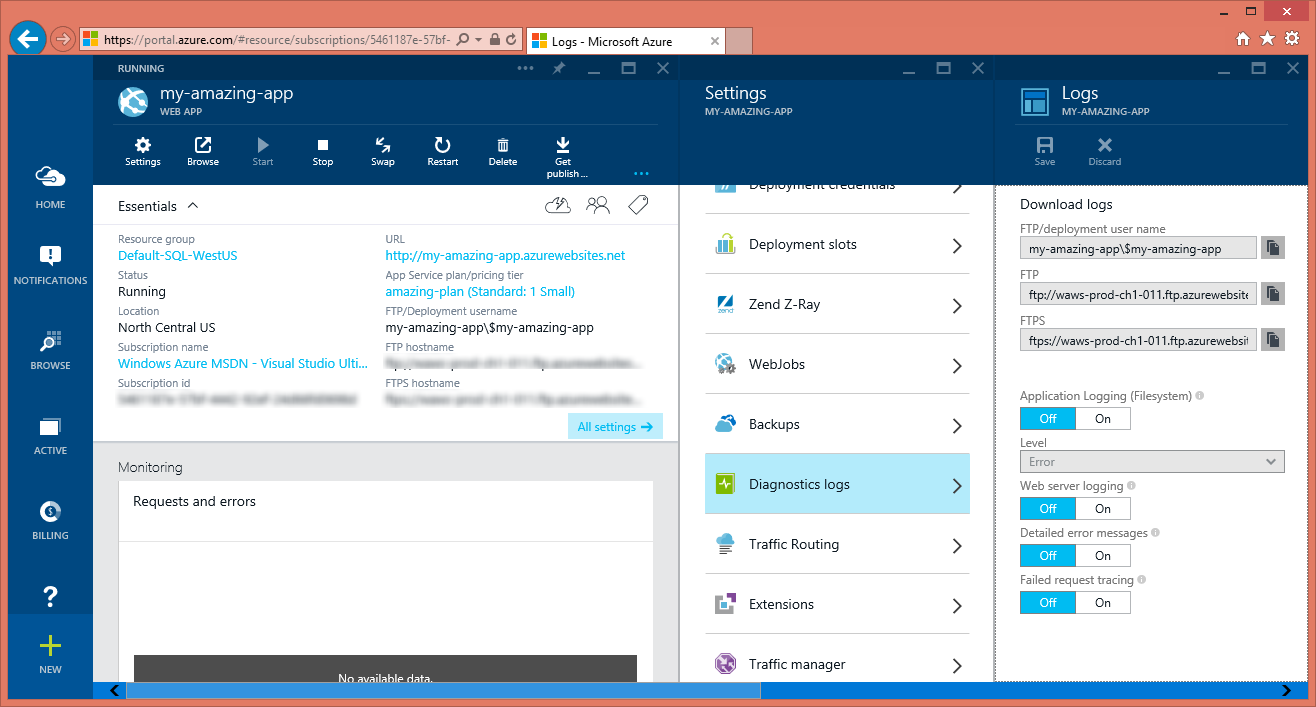 https://portal.azure.com/#resource/subscriptions/5461187e-57bf-
Logs - Microsoft Azure
RUNNING
my-amazing-app
WEB APP
Settings
Browse
Start
Stop
Swap
Restart
Delete
Get
publish ...
HOME
NOTIFICATIONS
BROWSE
ACTIVE
BILLING
?
NEW
Essentials
Resource group
Default-SQL-WestUS
Status
Running
Location
North Central US
Subscription name
Windows Azure MSDN - Visual Studio Ulti...
Subscription id
URL
http://my-amazing-app.azurewebsites.net
App Service plan/pricing tier
amazing-plan (Standard: 1 Small)
FTP/Deployment username
my-amazing-app\$my-amazing-app
FTP hostname
FTPS hostname
All settings
Monitoring
Requests and errors
No available data.
Settings
MY-AMAZING-APP
Deployment credentials
Deployment slots
Zend Z-Ray
WebJobs
Backups
Diagnostics logs
Traffic Routing
Extensions
Traffic manager
Logs
MY-AMAZING-APP
Save
Discard
Download logs
FTP/deployment user name
my-amazing-app\$my-amazing-app
FTP
ftp://waws-prod-ch1-011.ftp.azurewebsite
FTPS
ftps://waws-prod-ch1-011.ftp.azurewebsit
Application Logging (Filesystem)
Off On
Level
Error
Web server logging
Off On
Detailed error messages
Off On
Failed request tracing
Off On